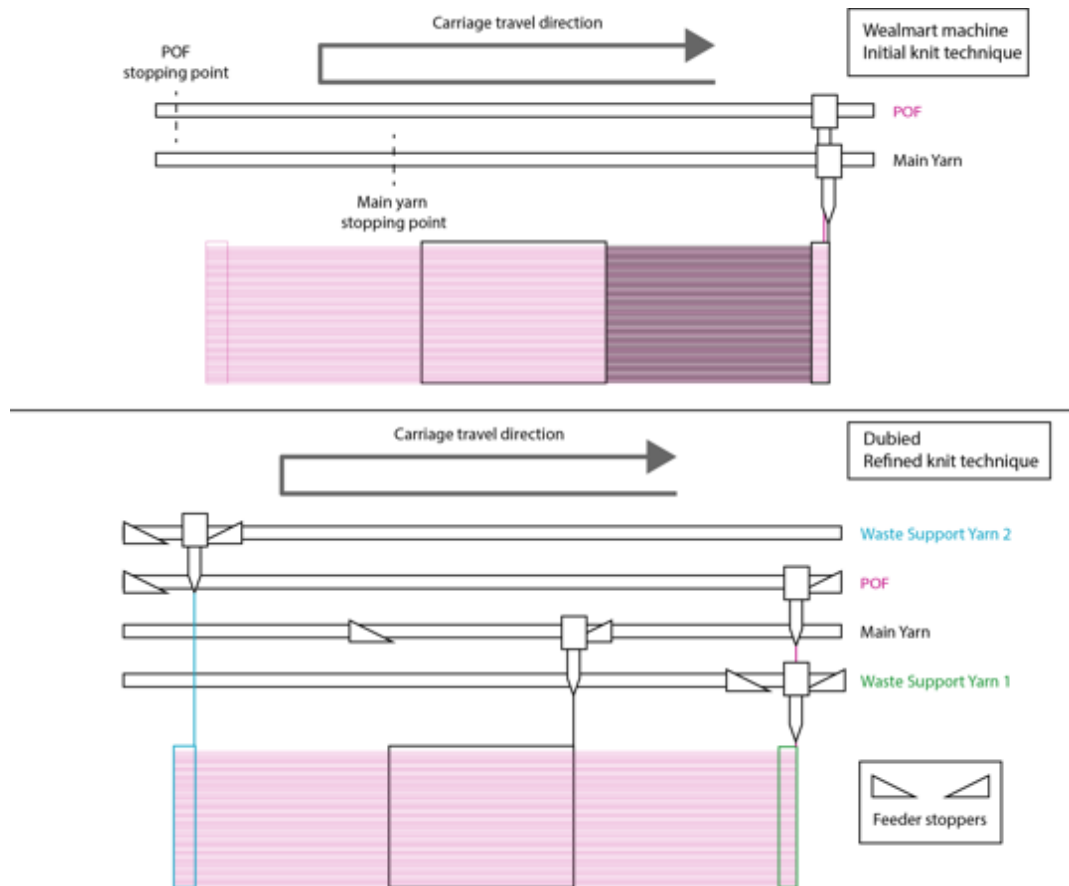 Carriage travel direction
Wealmart machine
Initial knit technique
POF
stopping point
POF
Main Yarn
Main yarn
stopping point
Carriage travel direction
Dubied
Refined knit technique
Waste Support Yarn 2
POF
Main Yarn
Waste Support Yarn 1
Feeder stoppers